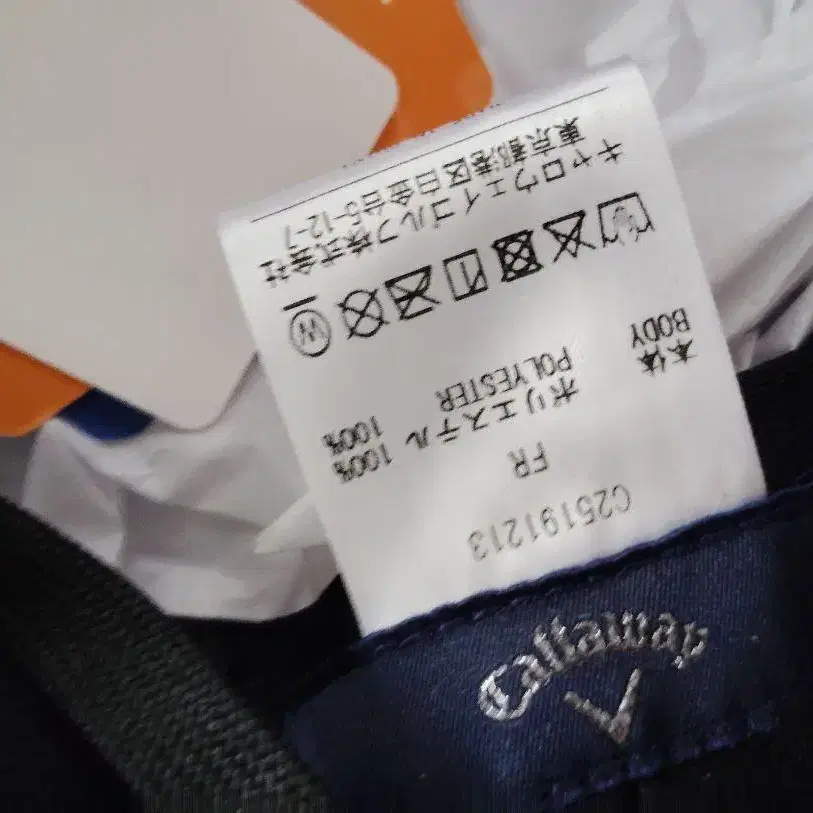 C25191213
FR
本体 ポリエステル 100%
BODY POLYESTER 100%
キャロウェイゴルフ株式会社
東京都港区白金台5-12-7
Callaway